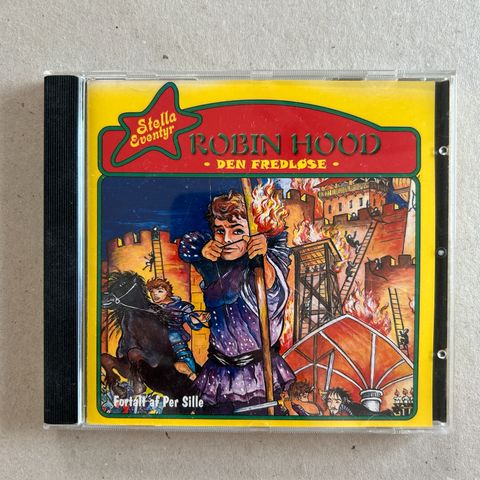 Stella
Eventyr
ROBIN HOOD
- DEN FREDLØSE -
Fortalt af Per Sille